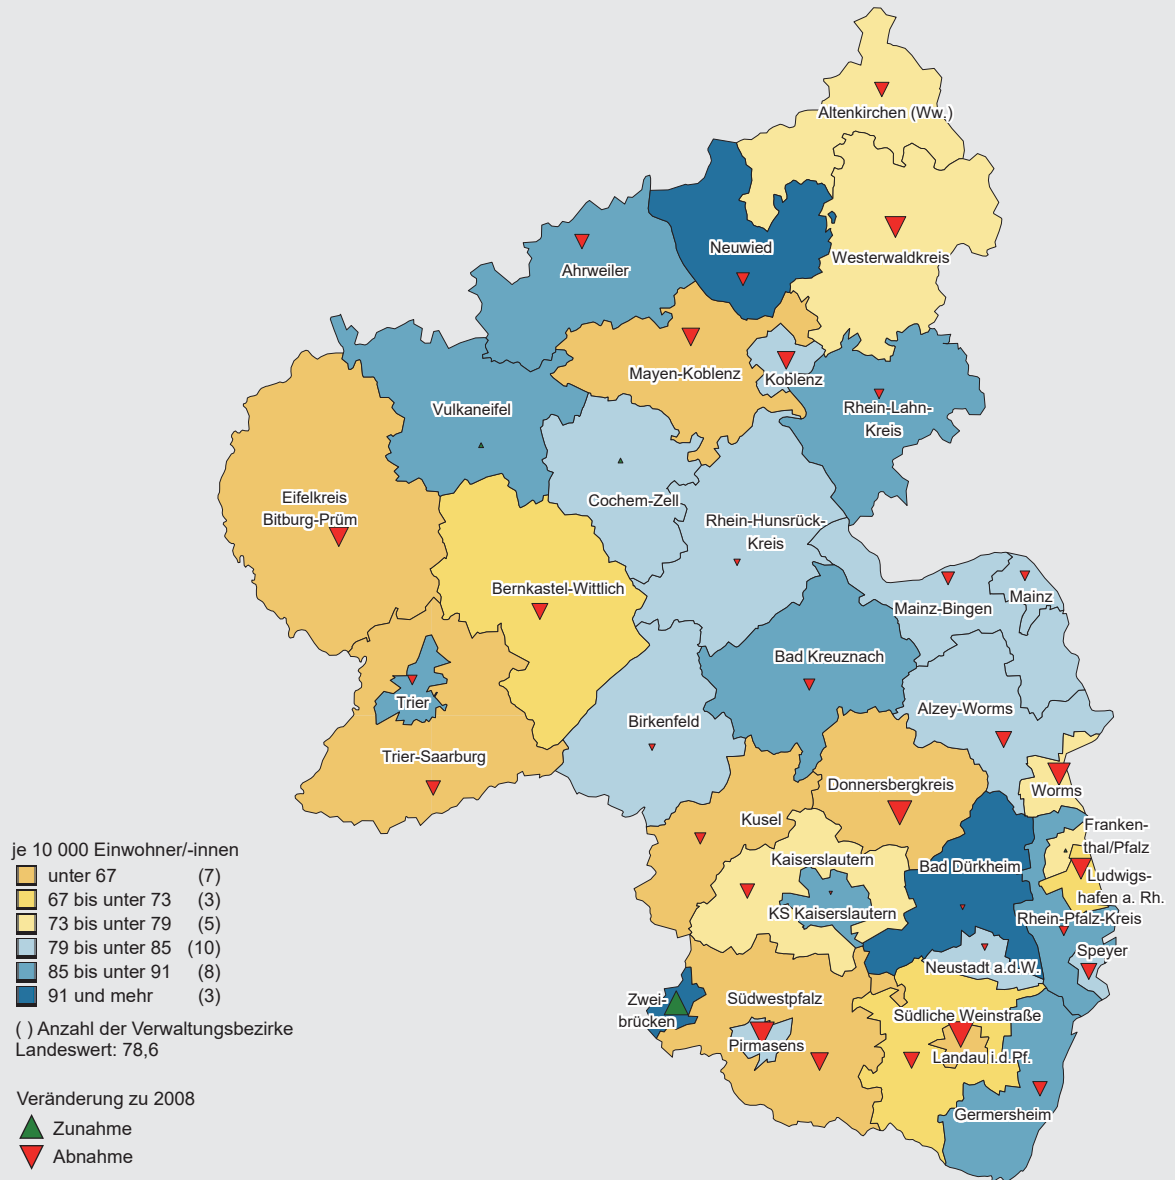 Altenkirchen (Ww.)
Neuwied
Westerwaldkreis
Ahrweiler
Mayen-Koblenz
Koblenz
Rhein-Lahn-
Kreis
Vulkaneifel
Cochem-Zell
Eifelkreis
Bitburg-Prüm
Rhein-Hunsrück-
Kreis
Bernkastel-Wittlich
Mainz-Bingen
Mainz
Bad Kreuznach
Trier
Alzey-Worms
Birkenfeld
Trier-Saarburg
Donnersbergkreis
Worms
Kusel
Franken-
thal/Pfalz
Kaiserslautern
Bad Dürkheim
Ludwigs-
hafen a. Rh.
KS Kaiserslautern
Rhein-Pfalz-Kreis
Speyer
Neustadt a.d.W.
Zwei-
brücken
Südwestpfalz
Südliche Weinstraße
Pirmasens
Landau i.d.Pf.
Germersheim
je 10 000 Einwohner/-innen
unter 67 (7)
67 bis unter 73 (3)
73 bis unter 79 (5)
79 bis unter 85 (10)
85 bis unter 91 (8)
91 und mehr (3)
( ) Anzahl der Verwaltungsbezirke
Landeswert: 78,6
Veränderung zu 2008
Zunahme
Abnahme